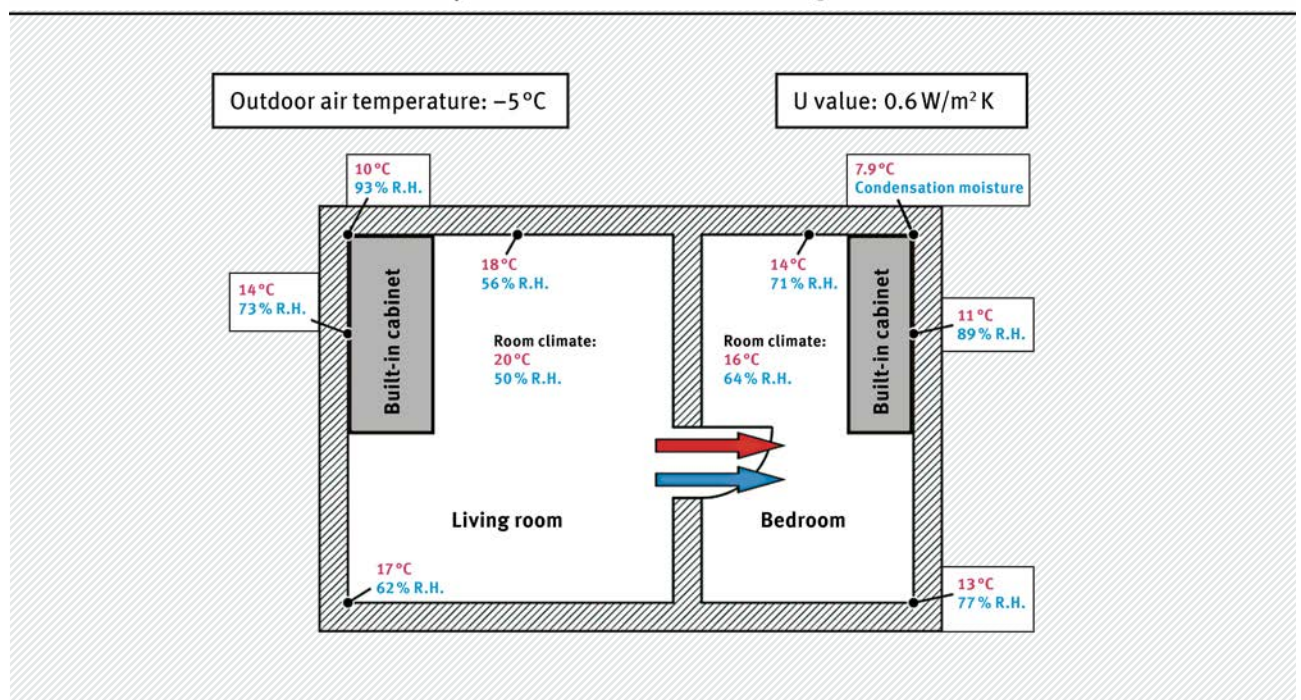 Outdoor air temperature: –5 °C
U value: 0.6 W/m² K
10 °C
93 % R.H.
7.9 °C
Condensation moisture
18 °C
56 % R.H.
14 °C
71 % R.H.
14 °C
73 % R.H.
11 °C
89 % R.H.
Built-in cabinet
Room climate:
20 °C
50 % R.H.
Room climate:
16 °C
64 % R.H.
Built-in cabinet
Living room
Bedroom
17 °C
62 % R.H.
13 °C
77 % R.H.